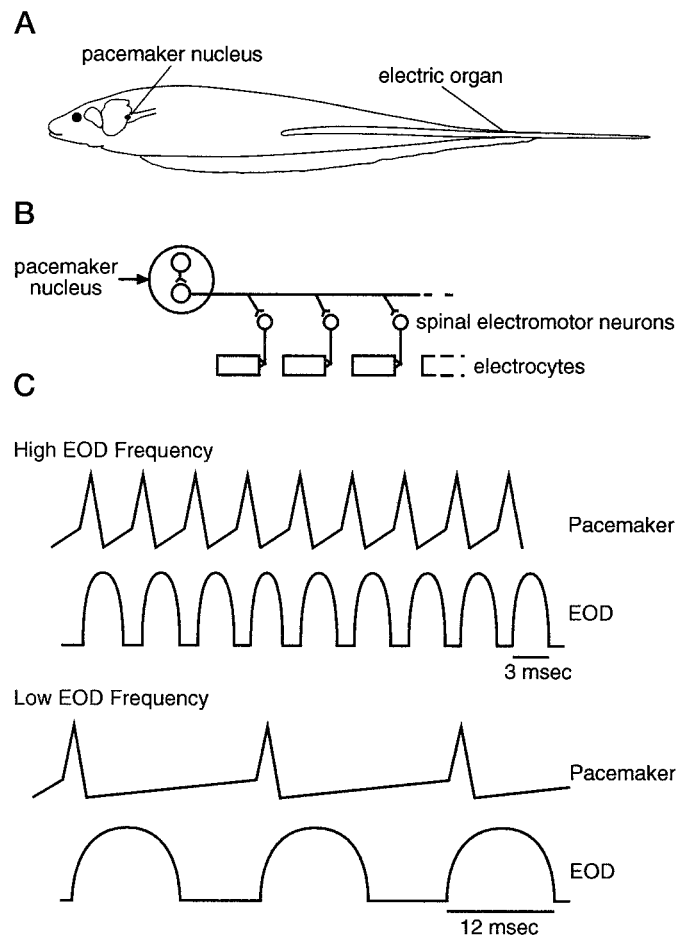 A
pacemaker nucleus
electric organ
B
pacemaker
nucleus
spinal electromotor neurons
electrocytes
C
High EOD Frequency
Pacemaker
EOD
3 msec
Low EOD Frequency
Pacemaker
EOD
12 msec